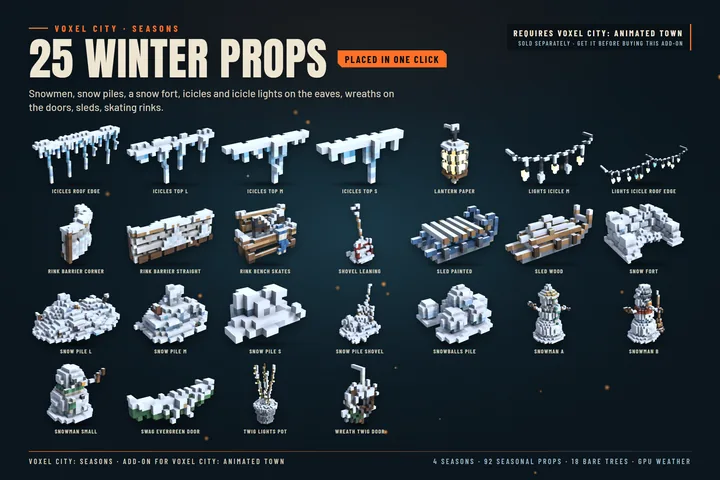 VOXEL CITY · SEASONS
25 WINTER PROPS
PLACED IN ONE CLICK
REQUIRES VOXEL CITY: ANIMATED TOWN
SOLD SEPARATELY · GET IT BEFORE BUYING THIS ADD-ON
Snowmen, snow piles, a snow fort, icicles and icicle lights on the eaves, wreaths on
the doors, sleds, skating rinks.
ICICLES ROOF EDGE
ICICLES TOP L
ICICLES TOP M
ICICLES TOP S
LANTERN PAPER
LIGHTS ICICLE M
LIGHTS ICICLE ROOF EDGE
RINK BARRIER CORNER
RINK BARRIER STRAIGHT
RINK BENCH SKATES
SHOVEL LEANING
SLED PAINTED
SLED WOOD
SNOW FORT
SNOW PILE L
SNOW PILE M
SNOW PILE S
SNOW PILE SHOVEL
SNOWBALLS PILE
SNOWMAN A
SNOWMAN B
SNOWMAN SMALL
SWAG EVERGREEN DOOR
TWIG LIGHTS POT
WREATH TWIG DOOR
VOXEL CITY: SEASONS · ADD-ON FOR VOXEL CITY: ANIMATED TOWN
4 SEASONS · 92 SEASONAL PROPS · 18 BARE TREES · GPU WEATHER